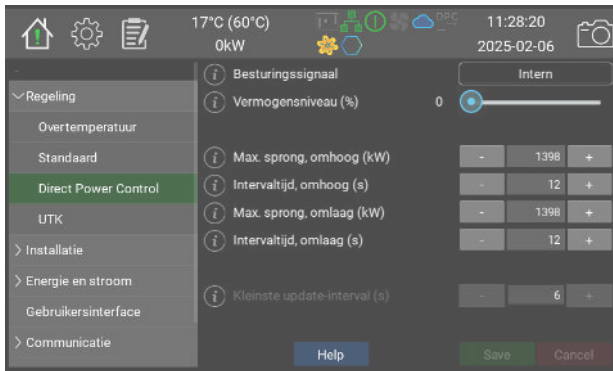 17°C (60°C)
0kW
DPC
11:28:20
2025-02-06
-
Regeling
Overtemperatuur
Standaard
Direct Power Control
UTK
Installatie
Energie en stroom
Gebruikersinterface
Communicatie
Besturingssignaal Intern
Vermogensniveau (%) 0
Max. sprong, omhoog (kW) - 1398 +
Intervaltijd, omhoog (s) - 12 +
Max. sprong, omlaag (kW) - 1398 +
Intervaltijd, omlaag (s) - 12 +
Kleinste update-interval (s) - 6 +
Help Save Cancel